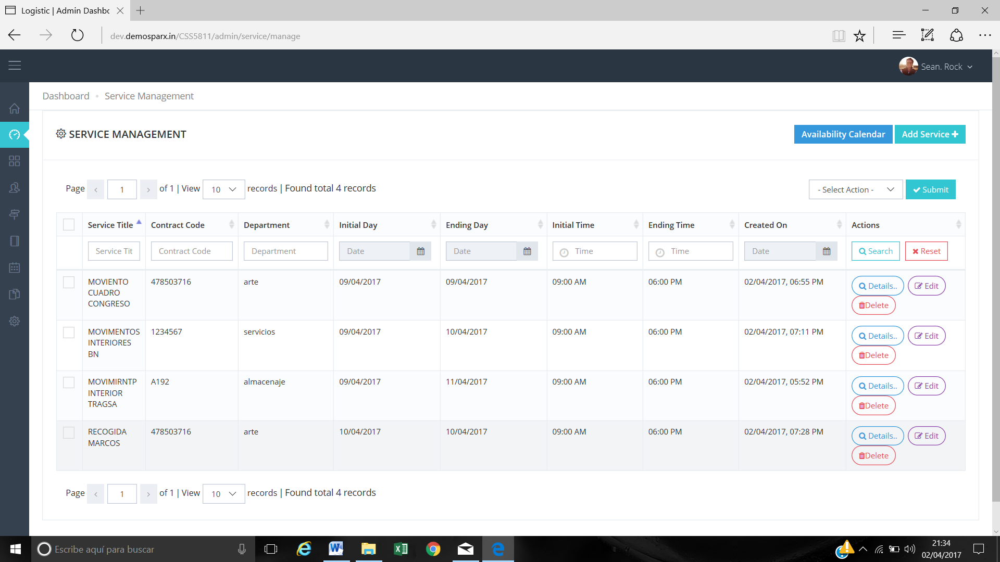 Logistic | Admin Dashbo
dev.demosparx.in/CSS5811/admin/service/manage
Sean. Rock
Dashboard • Service Management
SERVICE MANAGEMENT
Availability Calendar
Add Service
Page < 1 > of 1 | View 10 records | Found total 4 records
- Select Action -
Submit
Service Title Contract Code Department Initial Day Ending Day Initial Time Ending Time Created On Actions
Service Tit Contract Code Department Date Date Time Time Date Search Reset
MOVIENTO 478503716 arte 09/04/2017 09/04/2017 09:00 AM 06:00 PM 02/04/2017, 06:55 PM Details.. Edit
CUADRO
CONGRESO Delete
MOVIMENTOS 1234567 servicios 09/04/2017 10/04/2017 09:00 AM 06:00 PM 02/04/2017, 07:11 PM Details.. Edit
INTERIORES
BN Delete
MOVIMIRNTP A192 almacenaje 09/04/2017 11/04/2017 09:00 AM 06:00 PM 02/04/2017, 05:52 PM Details.. Edit
INTERIOR
TRAGSA Delete
RECOGIDA 478503716 arte 10/04/2017 10/04/2017 09:00 AM 06:00 PM 02/04/2017, 07:28 PM Details.. Edit
MARCOS
Delete
Page < 1 > of 1 | View 10 records | Found total 4 records
Escribe aquí para buscar
21:34
02/04/2017